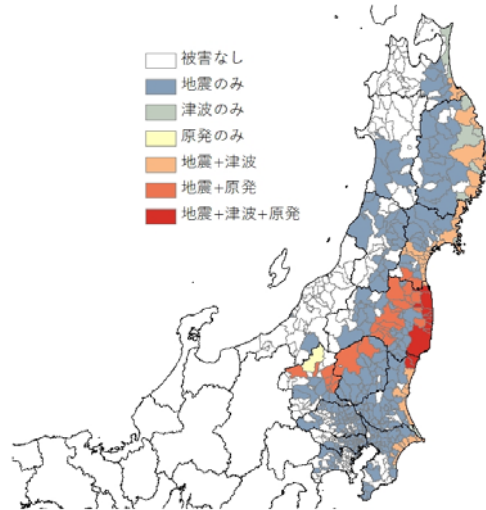 被害なし
地震のみ
津波のみ
原発のみ
地震+津波
地震+原発
地震+津波+原発